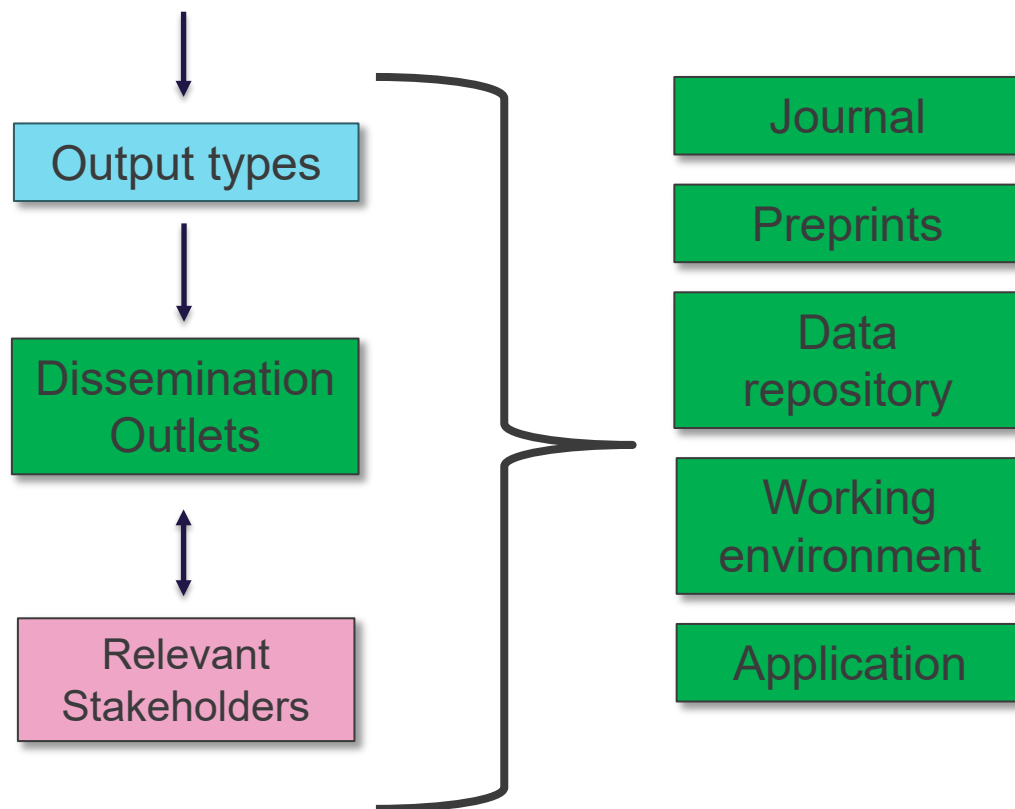 Output types
Dissemination
Outlets
Relevant
Stakeholders
Journal
Preprints
Data
repository
Working
environment
Application